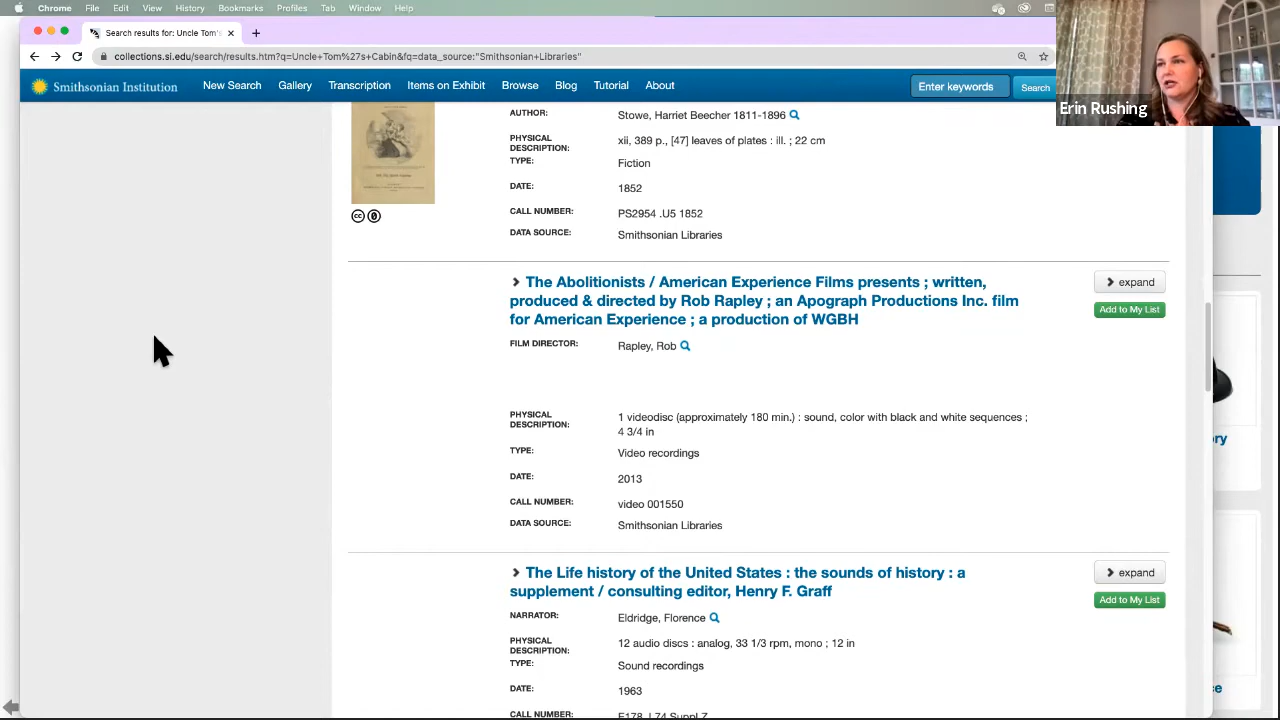 Chrome File Edit View History Bookmarks Profiles Tab Window Help
Search results for: Uncle Tom's
collections.si.edu/search/results.htm?q=Uncle+Tom%27s+Cabin&fq=data_source:"Smithsonian+Libraries"
Smithsonian Institution New Search Gallery Transcription Items on Exhibit Browse Blog Tutorial About Enter keywords Search
Erin Rushing
AUTHOR: Stowe, Harriet Beecher 1811-1896
PHYSICAL DESCRIPTION: xii, 389 p., [47] leaves of plates : ill. ; 22 cm
TYPE: Fiction
DATE: 1852
CALL NUMBER: PS2954 .U5 1852
DATA SOURCE: Smithsonian Libraries
The Abolitionists / American Experience Films presents ; written,
produced & directed by Rob Rapley ; an Apograph Productions Inc. film
for American Experience ; a production of WGBH
expand
Add to My List
FILM DIRECTOR: Rapley, Rob
PHYSICAL DESCRIPTION: 1 videodisc (approximately 180 min.) : sound, color with black and white sequences ;
4 3/4 in
TYPE: Video recordings
DATE: 2013
CALL NUMBER: video 001550
DATA SOURCE: Smithsonian Libraries
The Life history of the United States : the sounds of history : a
supplement / consulting editor, Henry F. Graff
expand
Add to My List
NARRATOR: Eldridge, Florence
PHYSICAL DESCRIPTION: 12 audio discs : analog, 33 1/3 rpm, mono ; 12 in
TYPE: Sound recordings
DATE: 1963
CALL NUMBER: E178 .L74 Suppl.Z
ry
ce